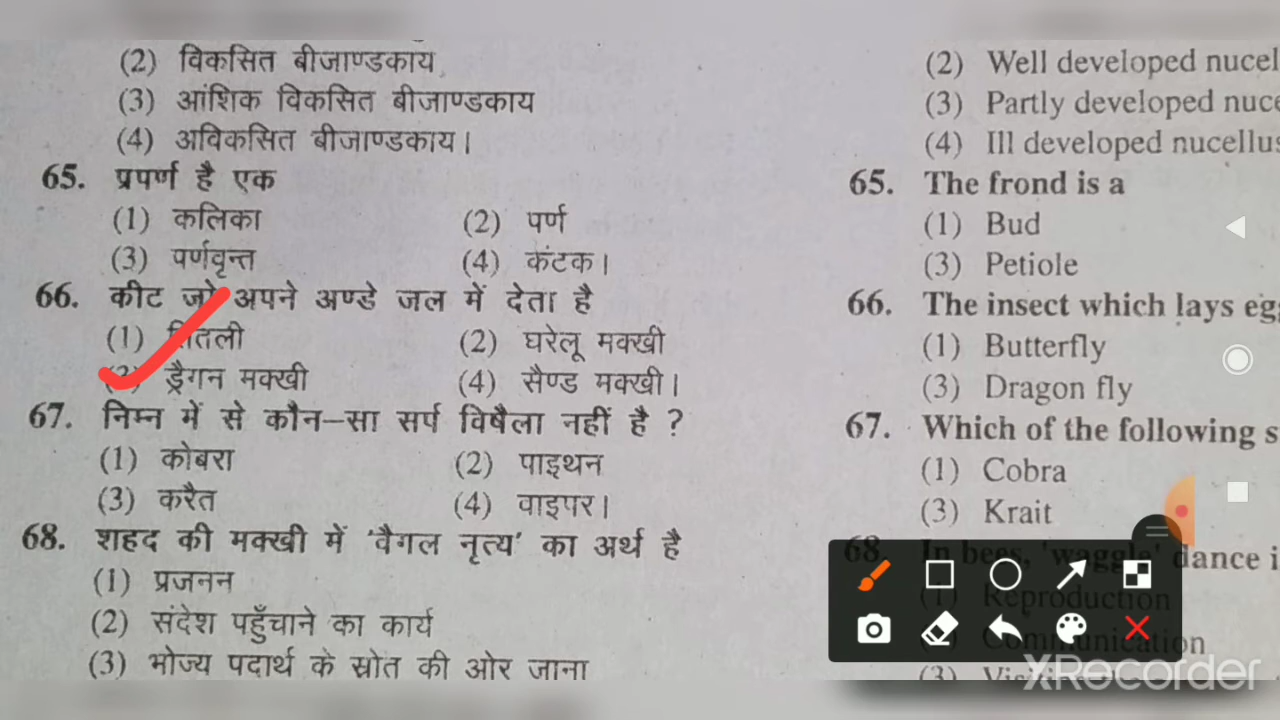 (2) विकसित बीजाण्डकाय
(3) आंशिक विकसित बीजाण्डकाय
(4) अविकसित बीजाण्डकाय।
65. प्रपर्ण है एक
(1) कलिका (2) पर्ण
(3) पर्णवृन्त (4) कंटक।
66. कीट जो अपने अण्डे जल में देता है
(1) तितली (2) घरेलू मक्खी
(3) ड्रैगन मक्खी (4) सैण्ड मक्खी।
67. निम्न में से कौन-सा सर्प विषैला नहीं है ?
(1) कोबरा (2) पाइथन
(3) करैत (4) वाइपर।
68. शहद की मक्खी में 'वैगल नृत्य' का अर्थ है
(1) प्रजनन
(2) संदेश पहुँचाने का कार्य
(3) भोज्य पदार्थ के स्रोत की ओर जाना
(2) Well developed nucel
(3) Partly developed nuce
(4) Ill developed nucellus
65. The frond is a
(1) Bud
(3) Petiole
66. The insect which lays eg
(1) Butterfly
(3) Dragon fly
67. Which of the following s
(1) Cobra
(3) Krait
68. In bees, 'waggle' dance i
(1) Reproduction
Communication
(3)
XRecorder